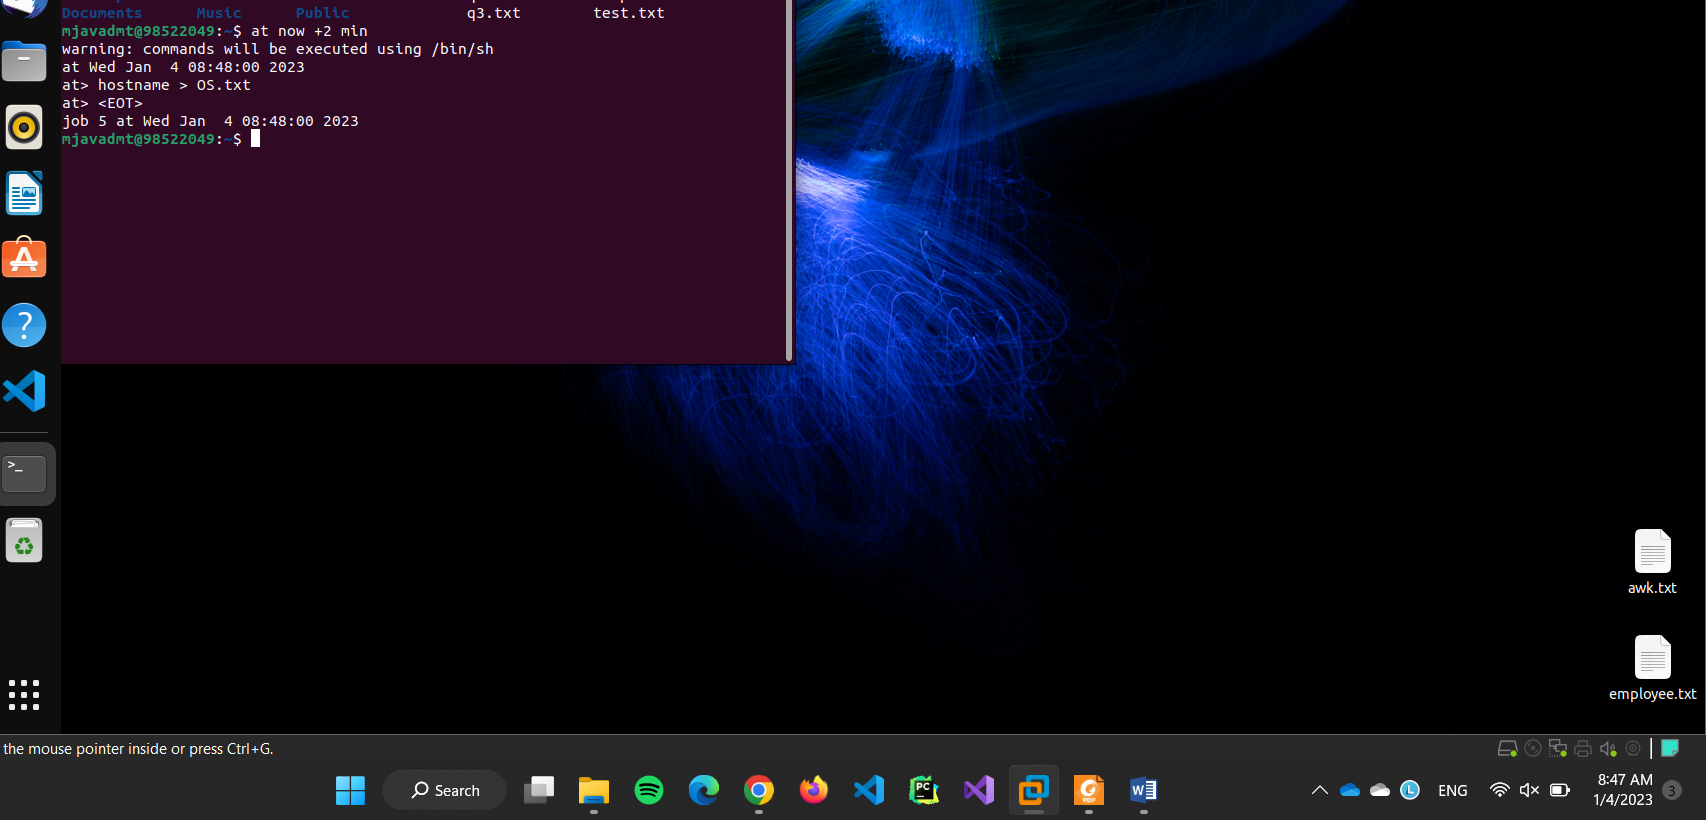 Documents Music Public q3.txt test.txt
mjavadmt@98522049:~$ at now +2 min
warning: commands will be executed using /bin/sh
at Wed Jan  4 08:48:00 2023
at> hostname > OS.txt
at> <EOT>
job 5 at Wed Jan  4 08:48:00 2023
mjavadmt@98522049:~$
?
>_
awk.txt
employee.txt
the mouse pointer inside or press Ctrl+G.
Search
PC
PDF
W
L
ENG
8:47 AM
1/4/2023
3